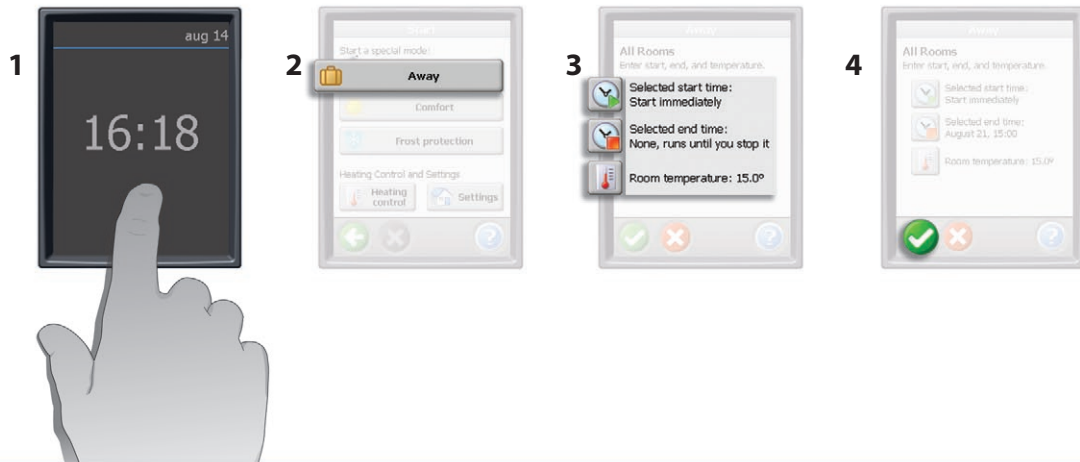 1
aug 14
16:18
2
Start
Start a special mode:
Away
Comfort
Frost protection
Heating Control and Settings
Heating
control
Settings
3
Away
All Rooms
Enter start, end, and temperature.
Selected start time:
Start immediately
Selected end time:
None, runs until you stop it
Room temperature: 15.0º
4
Away
All Rooms
Enter start, end, and temperature.
Selected start time:
Start immediately
Selected end time:
August 21, 15:00
Room temperature: 15.0º